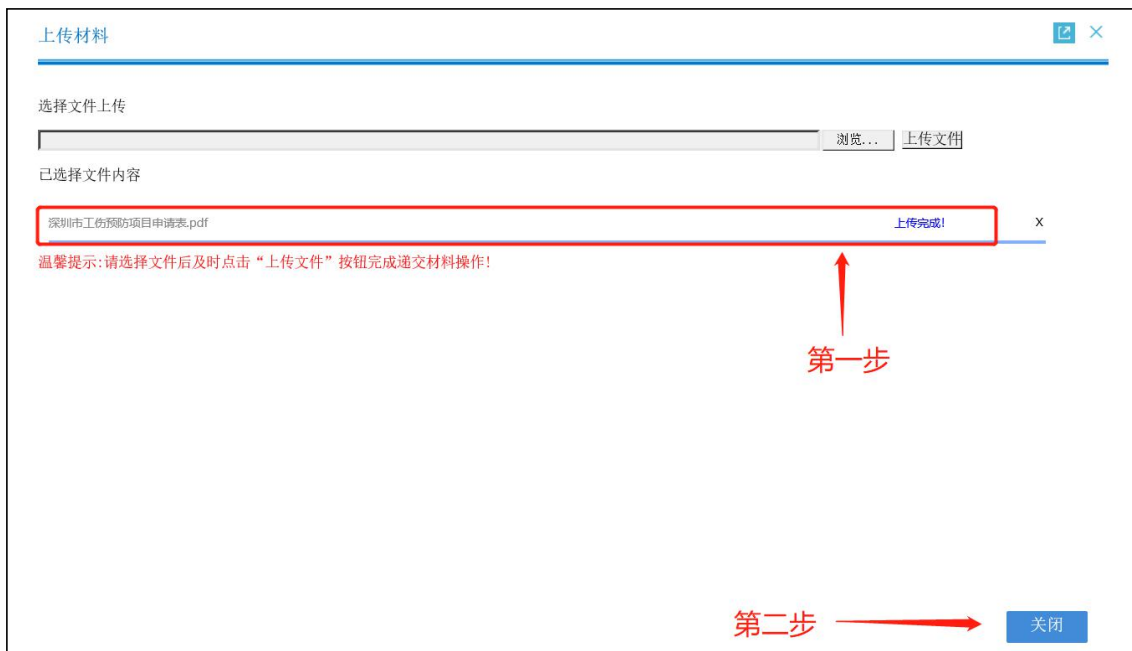 上传材料
选择文件上传
浏览... 上传文件
已选择文件内容
深圳市工伤预防项目申请表.pdf 上传完成! X
温馨提示:请选择文件后及时点击“上传文件”按钮完成递交材料操作!
第一步
第二步 关闭